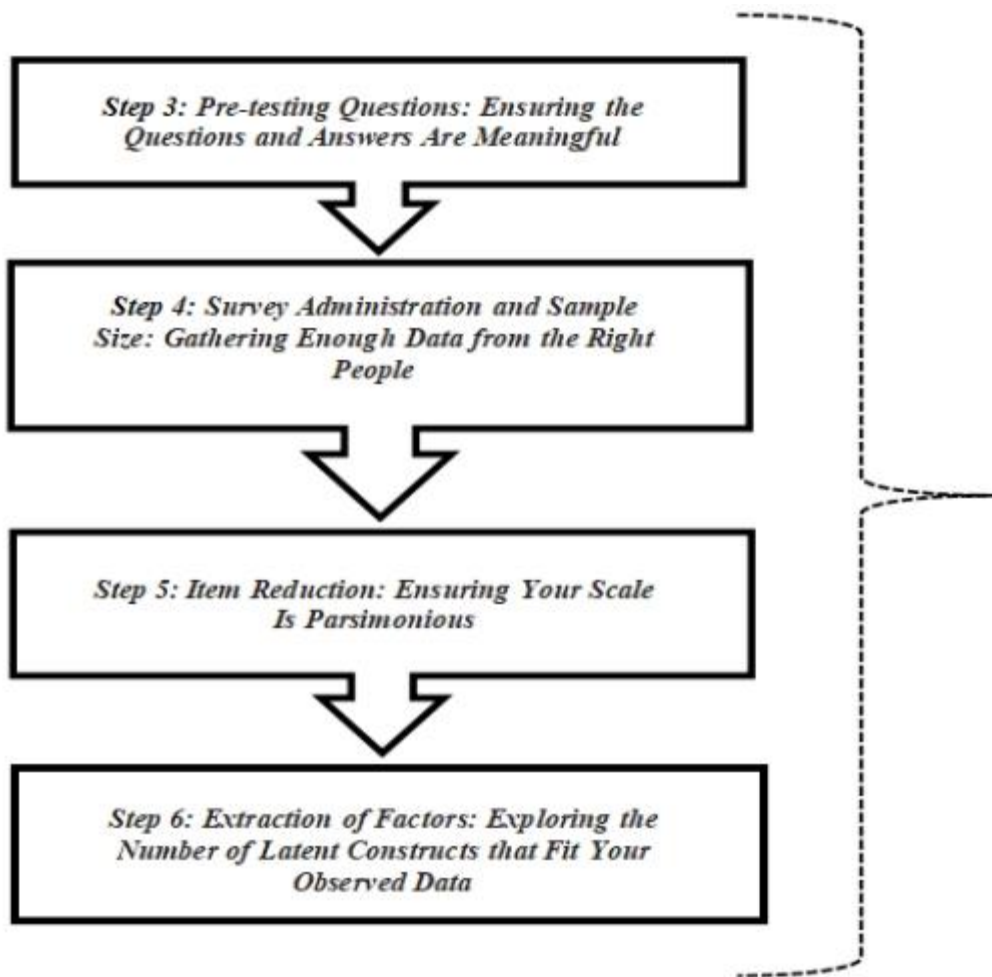 Step 3: Pre-testing Questions: Ensuring the
Questions and Answers Are Meaningful
Step 4: Survey Administration and Sample
Size: Gathering Enough Data from the Right
People
Step 5: Item Reduction: Ensuring Your Scale
Is Parsimonious
Step 6: Extraction of Factors: Exploring the
Number of Latent Constructs that Fit Your
Observed Data